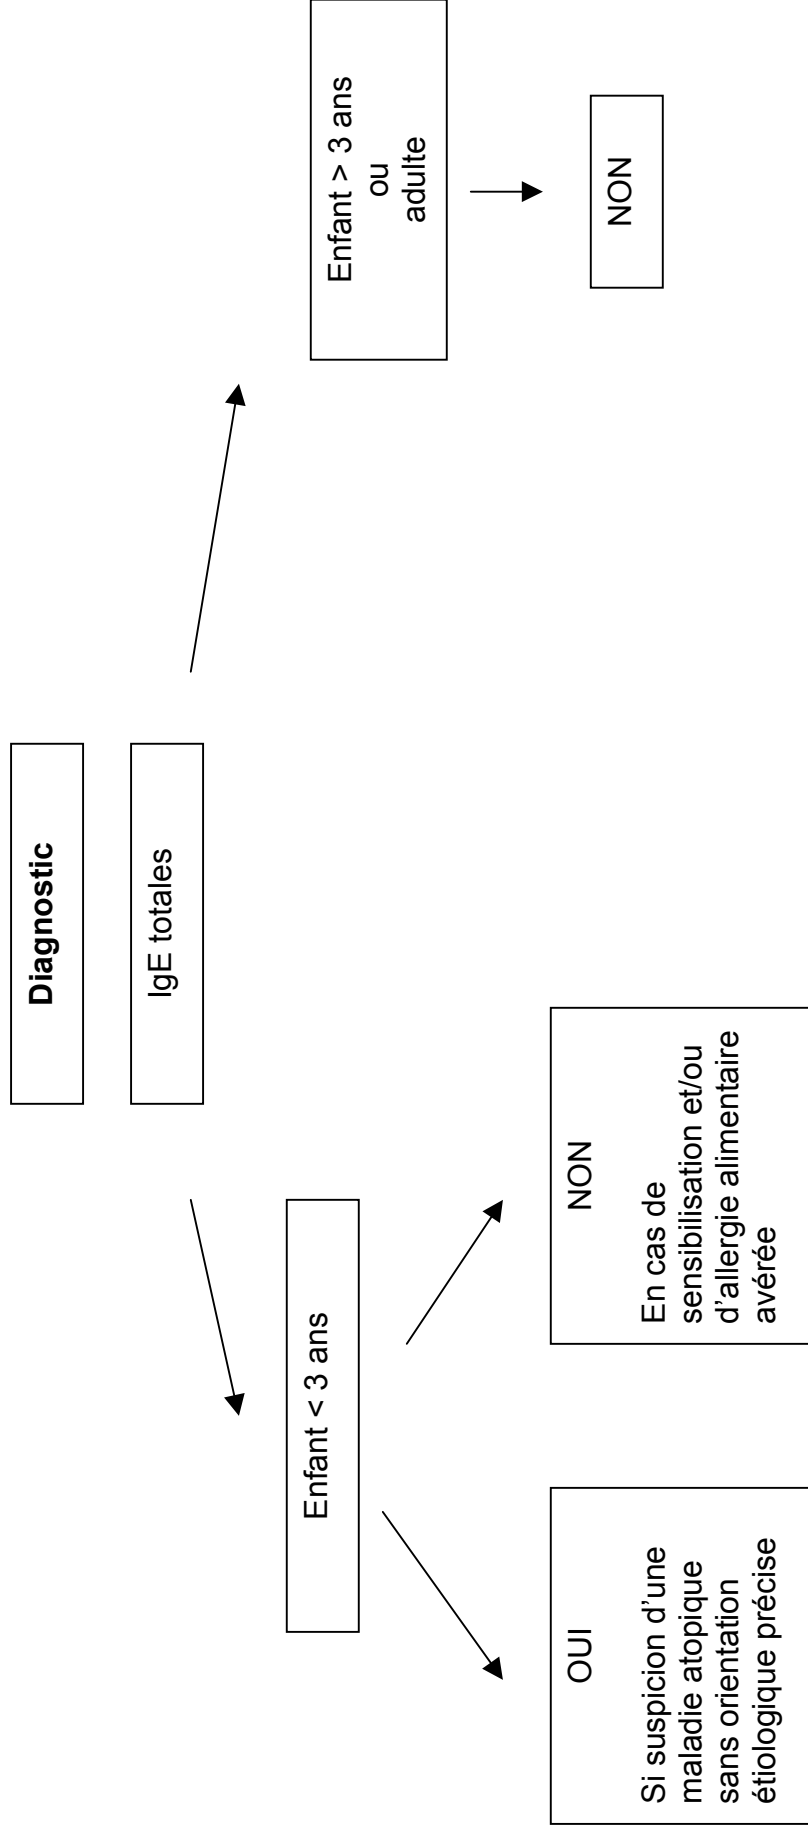 Diagnostic
IgE totales
Enfant < 3 ans
Enfant > 3 ans
ou
adulte
OUI
Si suspicion d’une
maladie atopique
sans orientation
étiologique précise
NON
En cas de
sensibilisation et/ou
d’allergie alimentaire
avérée
NON